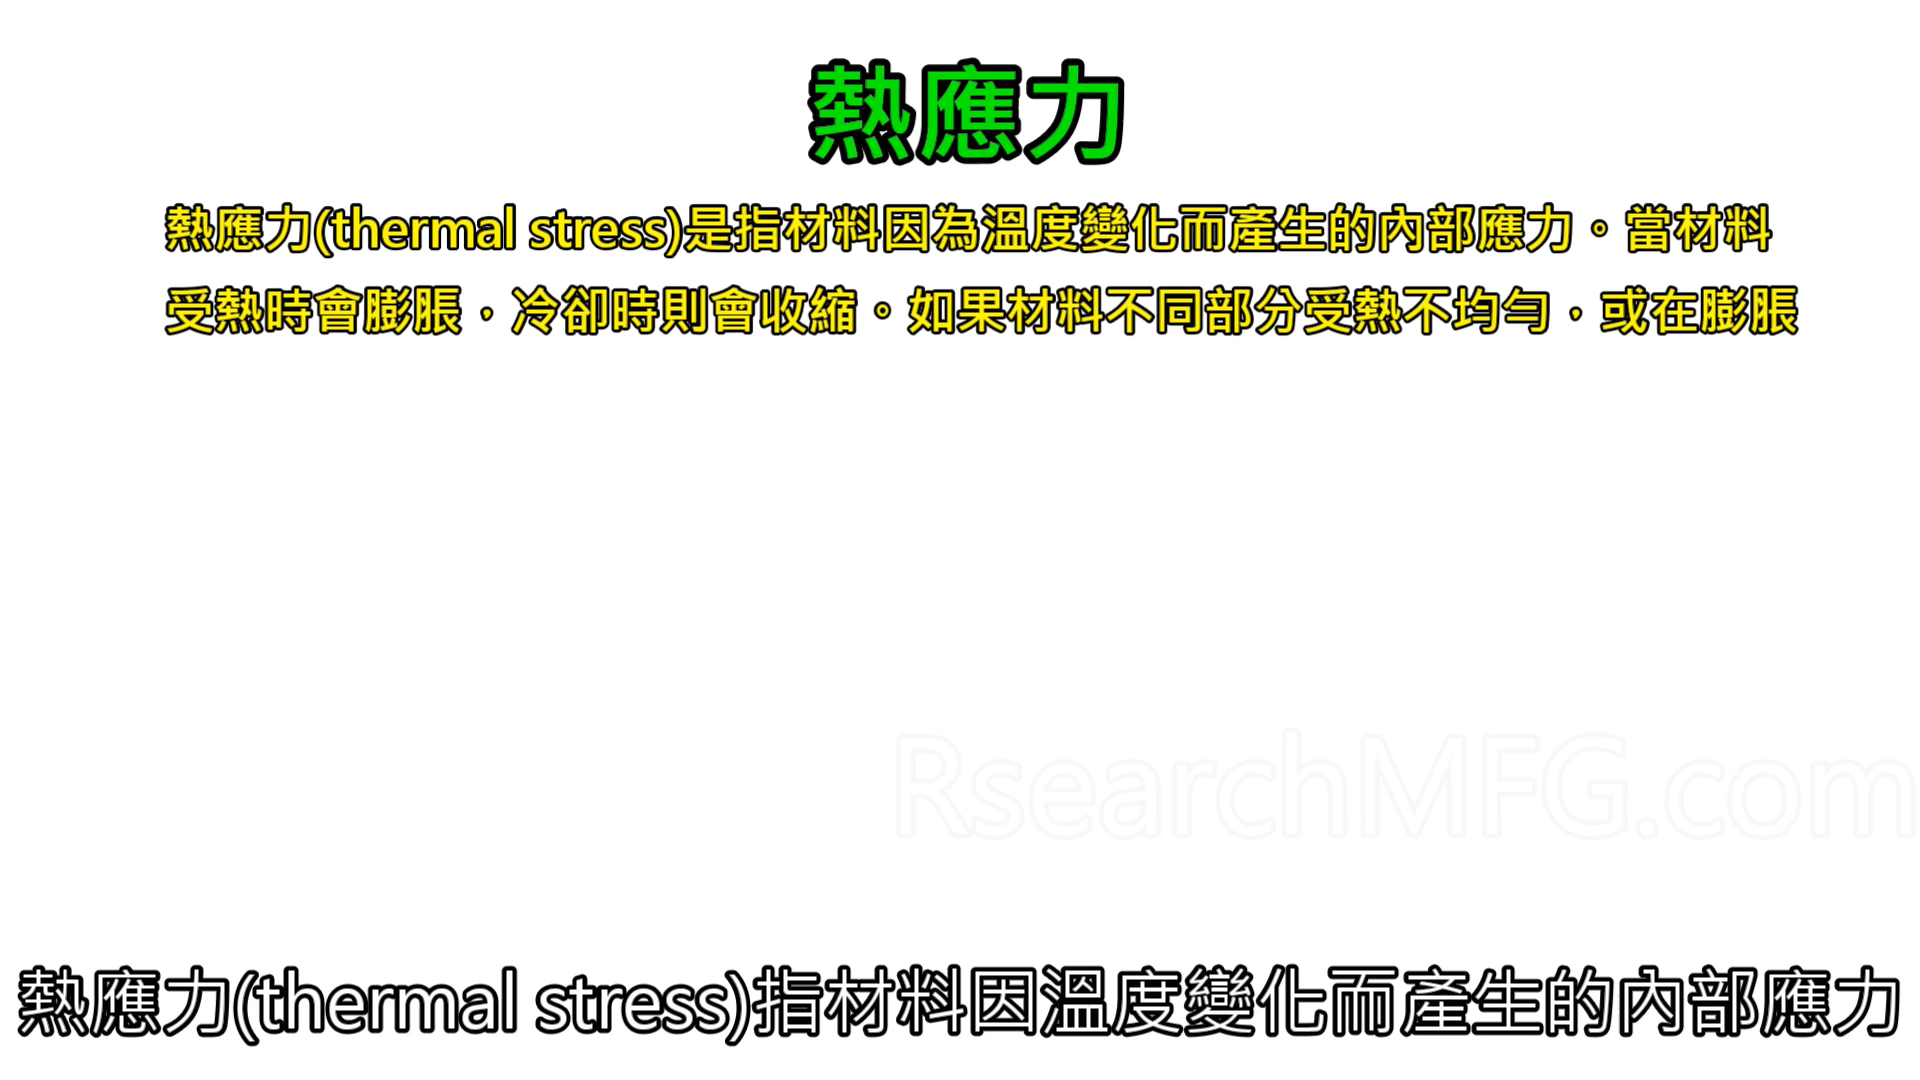 熱應力
熱應力(thermal stress)是指材料因為溫度變化而產生的內部應力。當材料
受熱時會膨脹，冷卻時則會收縮。如果材料不同部分受熱不均勻，或在膨脹
RsearchMFG.com
熱應力(thermal stress)指材料因溫度變化而產生的內部應力